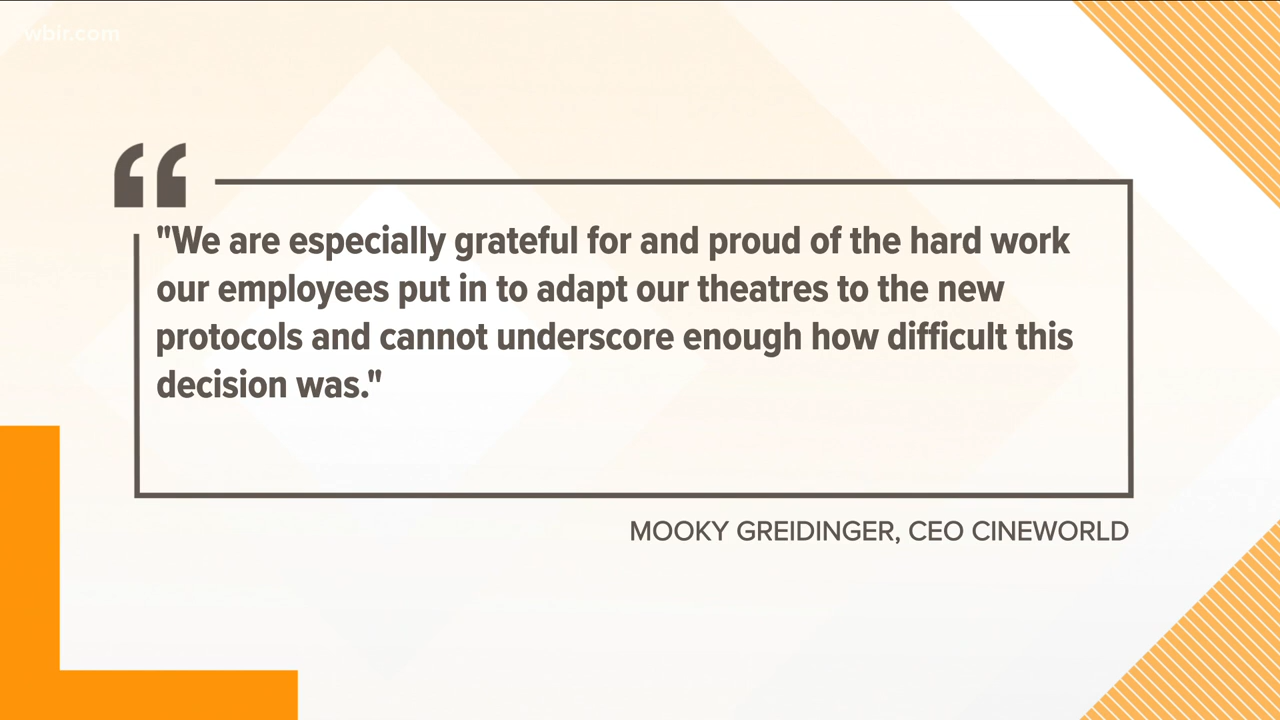 wbir.com
"We are especially grateful for and proud of the hard work
our employees put in to adapt our theatres to the new
protocols and cannot underscore enough how difficult this
decision was."
MOOKY GREIDINGER, CEO CINEWORLD